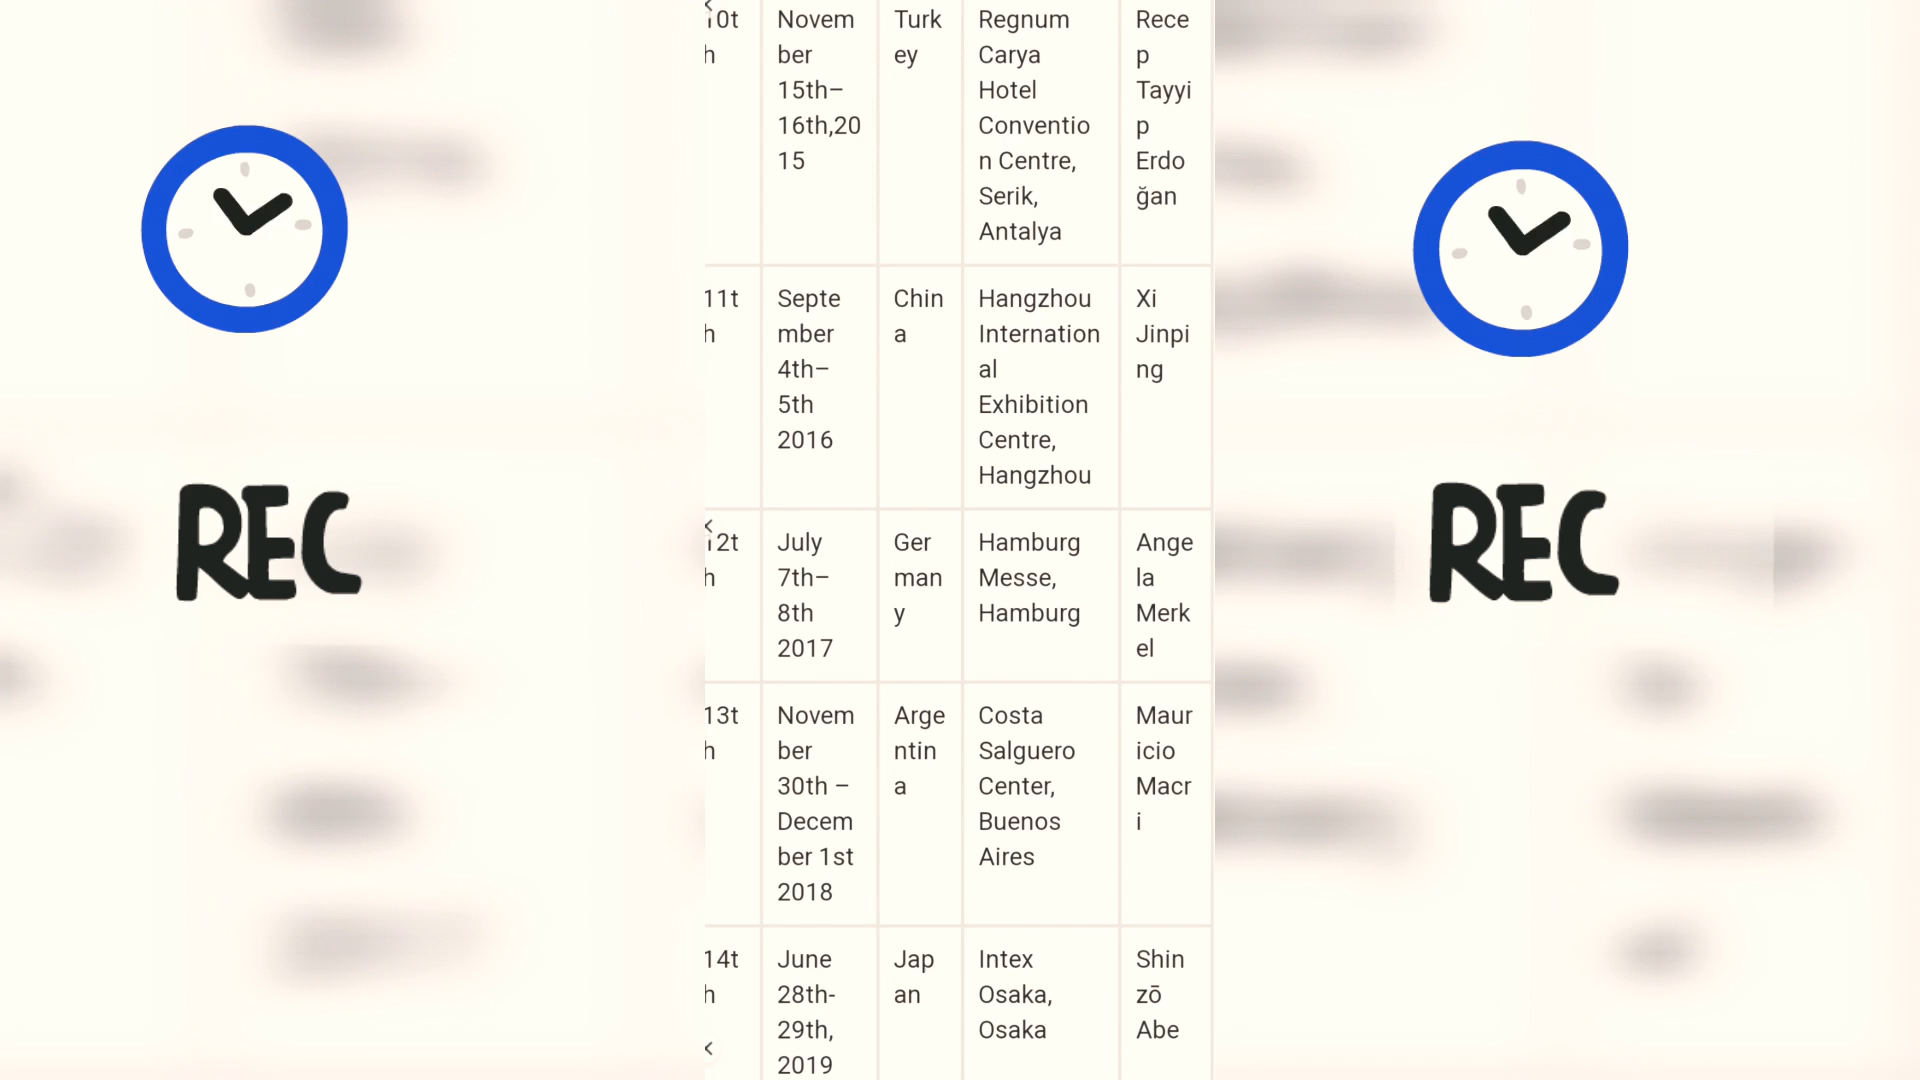 10t
h
Novem
ber
15th–
16th,20
15
Turk
ey
Regnum
Carya
Hotel
Conventio
n Centre,
Serik,
Antalya
Rece
p
Tayyi
p
Erdo
ğan
11t
h
Septe
mber
4th–
5th
2016
Chin
a
Hangzhou
Internation
al
Exhibition
Centre,
Hangzhou
Xi
Jinpi
ng
REC
REC
12t
h
July
7th–
8th
2017
Ger
man
y
Hamburg
Messe,
Hamburg
Ange
la
Merk
el
13t
h
Novem
ber
30th –
Decem
ber 1st
2018
Arge
ntin
a
Costa
Salguero
Center,
Buenos
Aires
Maur
icio
Macr
i
14t
h
June
28th-
29th,
2019
Jap
an
Intex
Osaka,
Osaka
Shin
zō
Abe